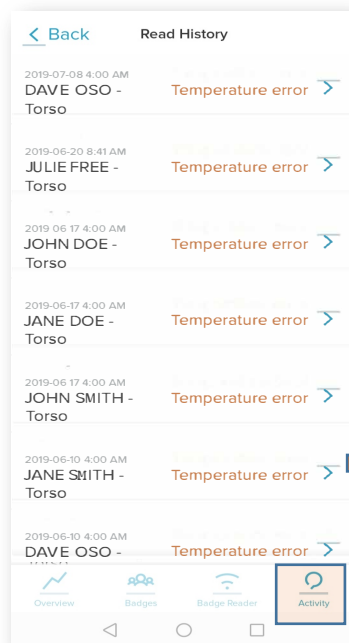 Back
Read History
2019-07-08 4:00 AM
DAVE OSO -
Torso
Temperature error
2019-06-20 8:41 AM
JULIE FREE -
Torso
Temperature error
2019 06 17 4:00 AM
JOHN DOE -
Torso
Temperature error
2019-06-17 4:00 AM
JANE DOE -
Torso
Temperature error
2019-06 17 4:00 AM
JOHN SMITH -
Torso
Temperature error
2019-06-10 4:00 AM
JANE SMITH -
Torso
Temperature error
2019-06-10 4:00 AM
DAVE OSO -
Temperature error
Overview
Badges
Badge Reader
Activity